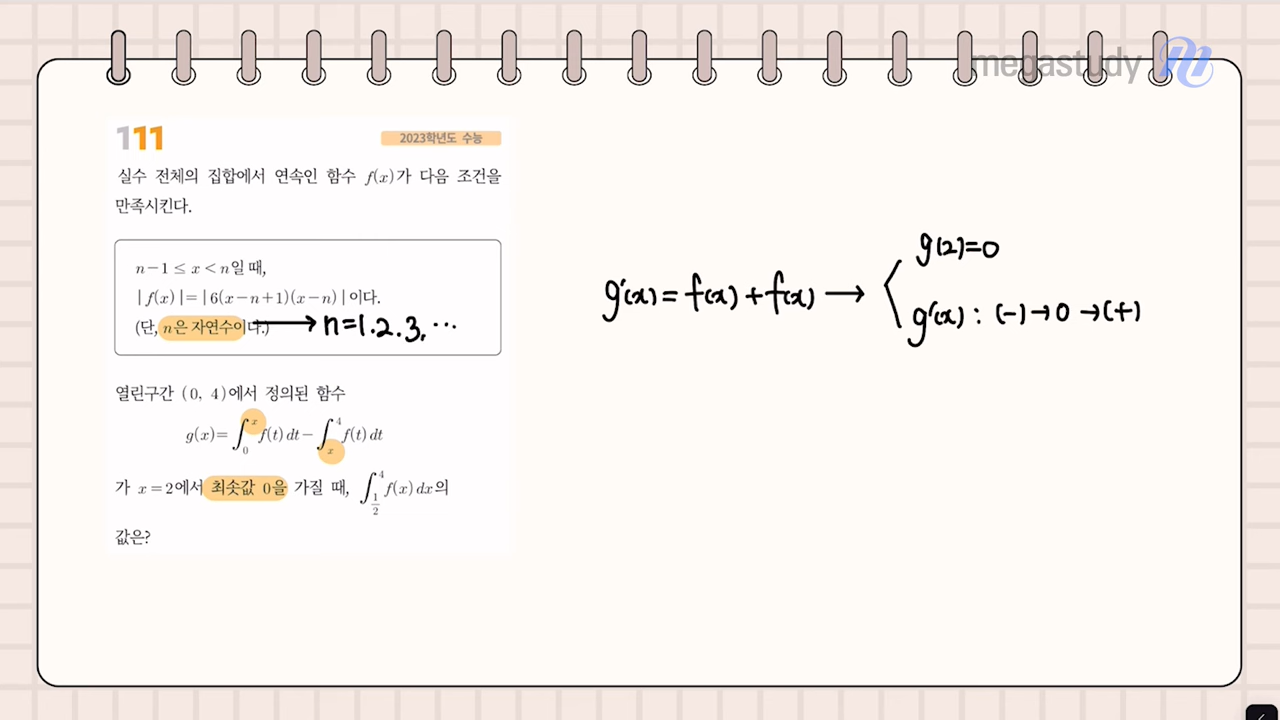 megastudy
111
2023학년도 수능
실수 전체의 집합에서 연속인 함수 f(x)가 다음 조건을
만족시킨다.
n-1≤x<n일 때,
|f(x)|=|6(x-n+1)(x-n)|이다.
(단, n은 자연수이다.) → n=1.2.3, ⋯
열린구간 (0, 4)에서 정의된 함수
g(x)=∫₀ˣ f(t)dt-∫ₓ⁴ f(t)dt
가 x=2에서 최솟값 0을 가질 때, ∫_{1/2}^{4} f(x)dx의
값은?
g'(x)=f(x)+f(x) →
g(2)=0
g'(x) : (-)→0→(+)